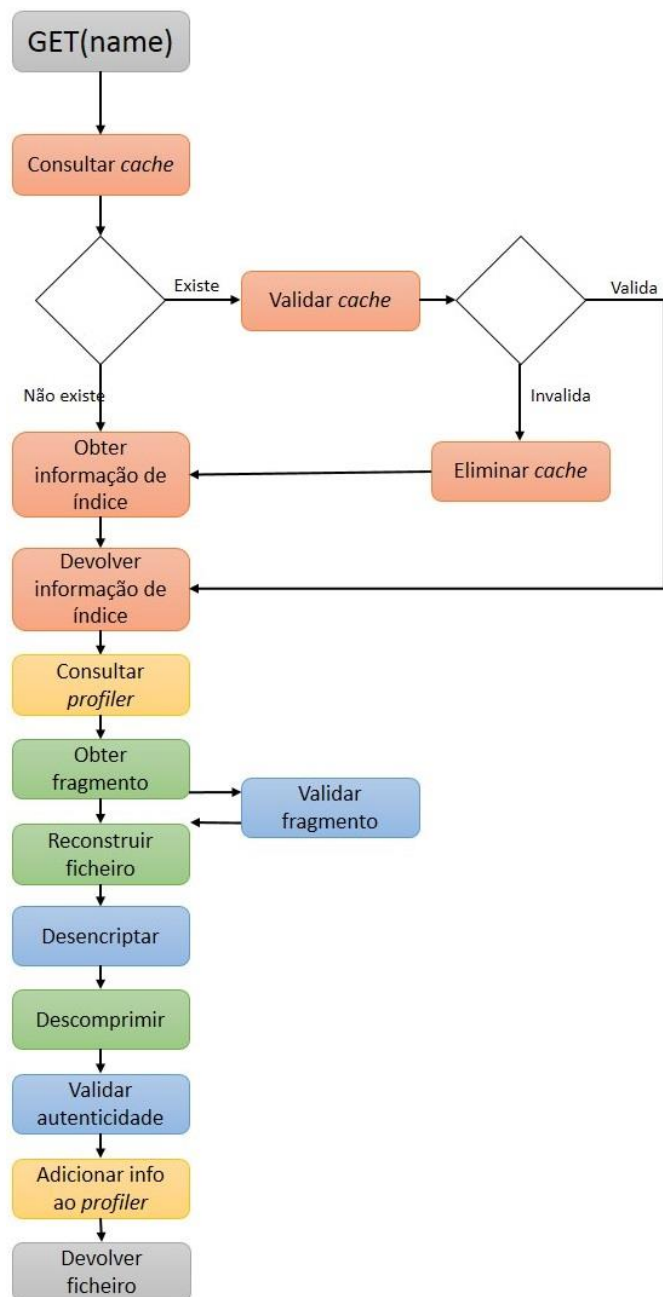 GET(name)
Consultar cache
Existe
Validar cache
Valida
Não existe
Invalida
Obter
informação de
índice
Eliminar cache
Devolver
informação de
índice
Consultar
profiler
Obter
fragmento
Validar
fragmento
Reconstruir
ficheiro
Desencriptar
Descomprimir
Validar
autenticidade
Adicionar info
ao profiler
Devolver
ficheiro